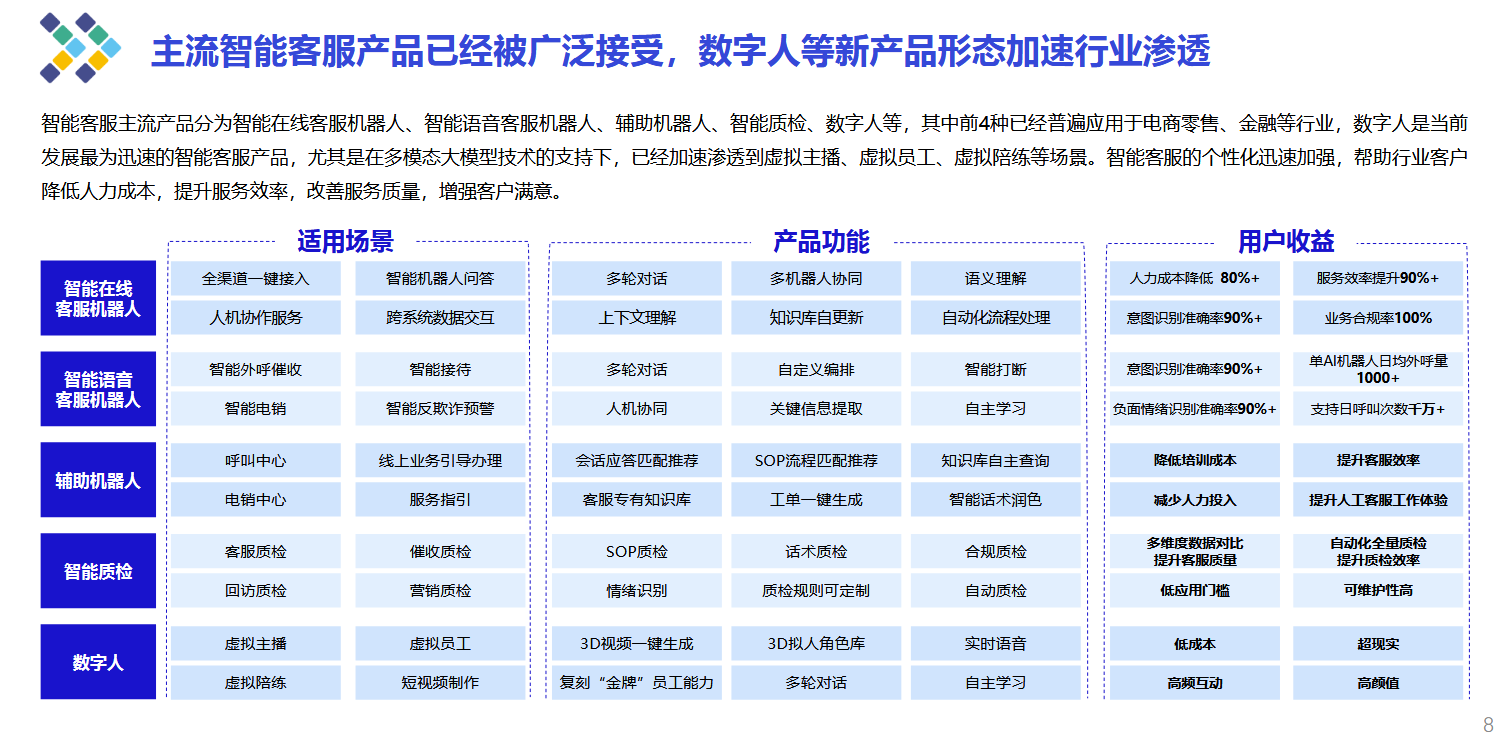 主流智能客服产品已经被广泛接受，数字人等新产品形态加速行业渗透
智能客服主流产品分为智能在线客服机器人、智能语音客服机器人、辅助机器人、智能质检、数字人等，其中前4种已经普遍应用于电商零售、金融等行业，数字人是当前
发展最为迅速的智能客服产品，尤其是在多模态大模型技术的支持下，已经加速渗透到虚拟主播、虚拟员工、虚拟陪练等场景。智能客服的个性化迅速加强，帮助行业客户
降低人力成本，提升服务效率，改善服务质量，增强客户满意。
适用场景 产品功能 用户收益
智能在线
客服机器人
全渠道一键接入 智能机器人问答 多轮对话 多机器人协同 语义理解 人力成本降低 80%+ 服务效率提升90%+
人机协作服务 跨系统数据交互 上下文理解 知识库自更新 自动化流程处理 意图识别准确率90%+ 业务合规率100%
智能语音
客服机器人
智能外呼催收 智能接待 多轮对话 自定义编排 智能打断 意图识别准确率90%+ 单AI机器人日均外呼量
1000+
智能电销 智能反欺诈预警 人机协同 关键信息提取 自主学习 负面情绪识别准确率90%+ 支持日呼叫次数千万+
辅助机器人
呼叫中心 线上业务引导办理 会话应答匹配推荐 SOP流程匹配推荐 知识库自主查询 降低培训成本 提升客服效率
电销中心 服务指引 客服专有知识库 工单一键生成 智能话术润色 减少人力投入 提升人工客服工作体验
智能质检
客服质检 催收质检 SOP质检 话术质检 合规质检 多维度数据对比 自动化全量质检
提升客服质量 提升质检效率
回访质检 营销质检 情绪识别 质检规则可定制 自动质检 低应用门槛 可维护性高
数字人
虚拟主播 虚拟员工 3D视频一键生成 3D拟人角色库 实时语音 低成本 超现实
虚拟陪练 短视频制作 复刻“金牌”员工能力 多轮对话 自主学习 高频互动 高颜值
8